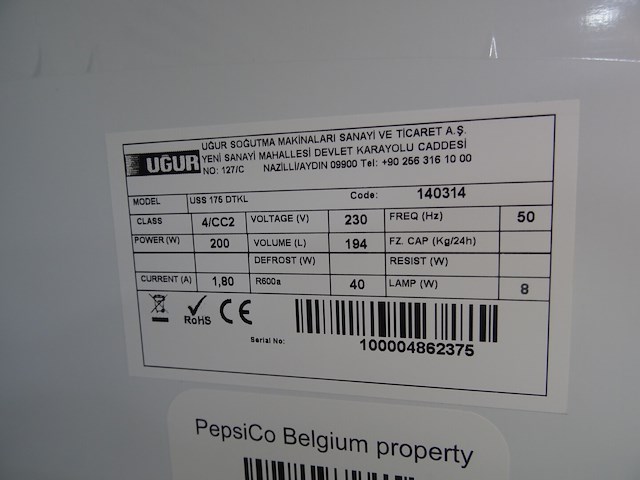 UĞUR
UĞUR SOĞUTMA MAKİNALARI SANAYİ VE TİCARET A.Ş.
YENİ SANAYİ MAHALLESİ DEVLET KARAYOLU CADDESİ
NO: 127/C NAZİLLİ/AYDIN 09900 Tel: +90 256 316 10 00
MODEL USS 175 DTKL Code: 140314
CLASS 4/CC2 VOLTAGE (V) 230 FREQ (Hz) 50
POWER (W) 200 VOLUME (L) 194 FZ. CAP (Kg/24h)
DEFROST (W) RESIST (W)
CURRENT (A) 1,80 R600a 40 LAMP (W) 8
RoHS CE
Serial No: 100004862375
PepsiCo Belgium property